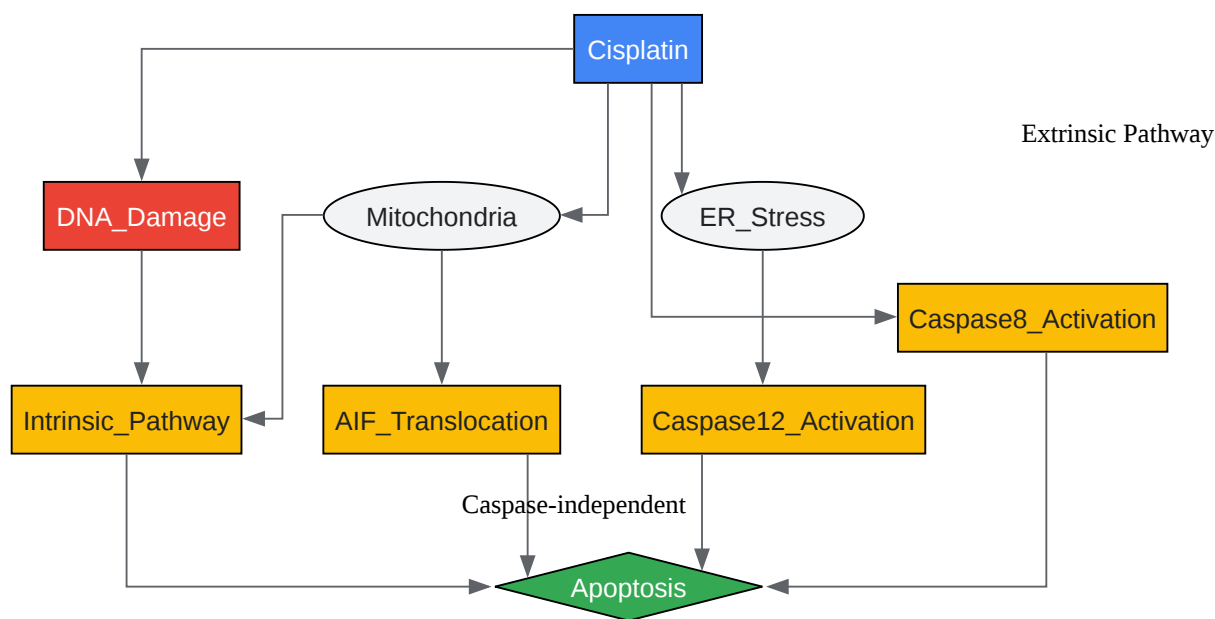 Cisplatin
Extrinsic Pathway
DNA_Damage
Mitochondria
ER_Stress
Caspase8_Activation
Intrinsic_Pathway
AIF_Translocation
Caspase12_Activation
Caspase-independent
Apoptosis